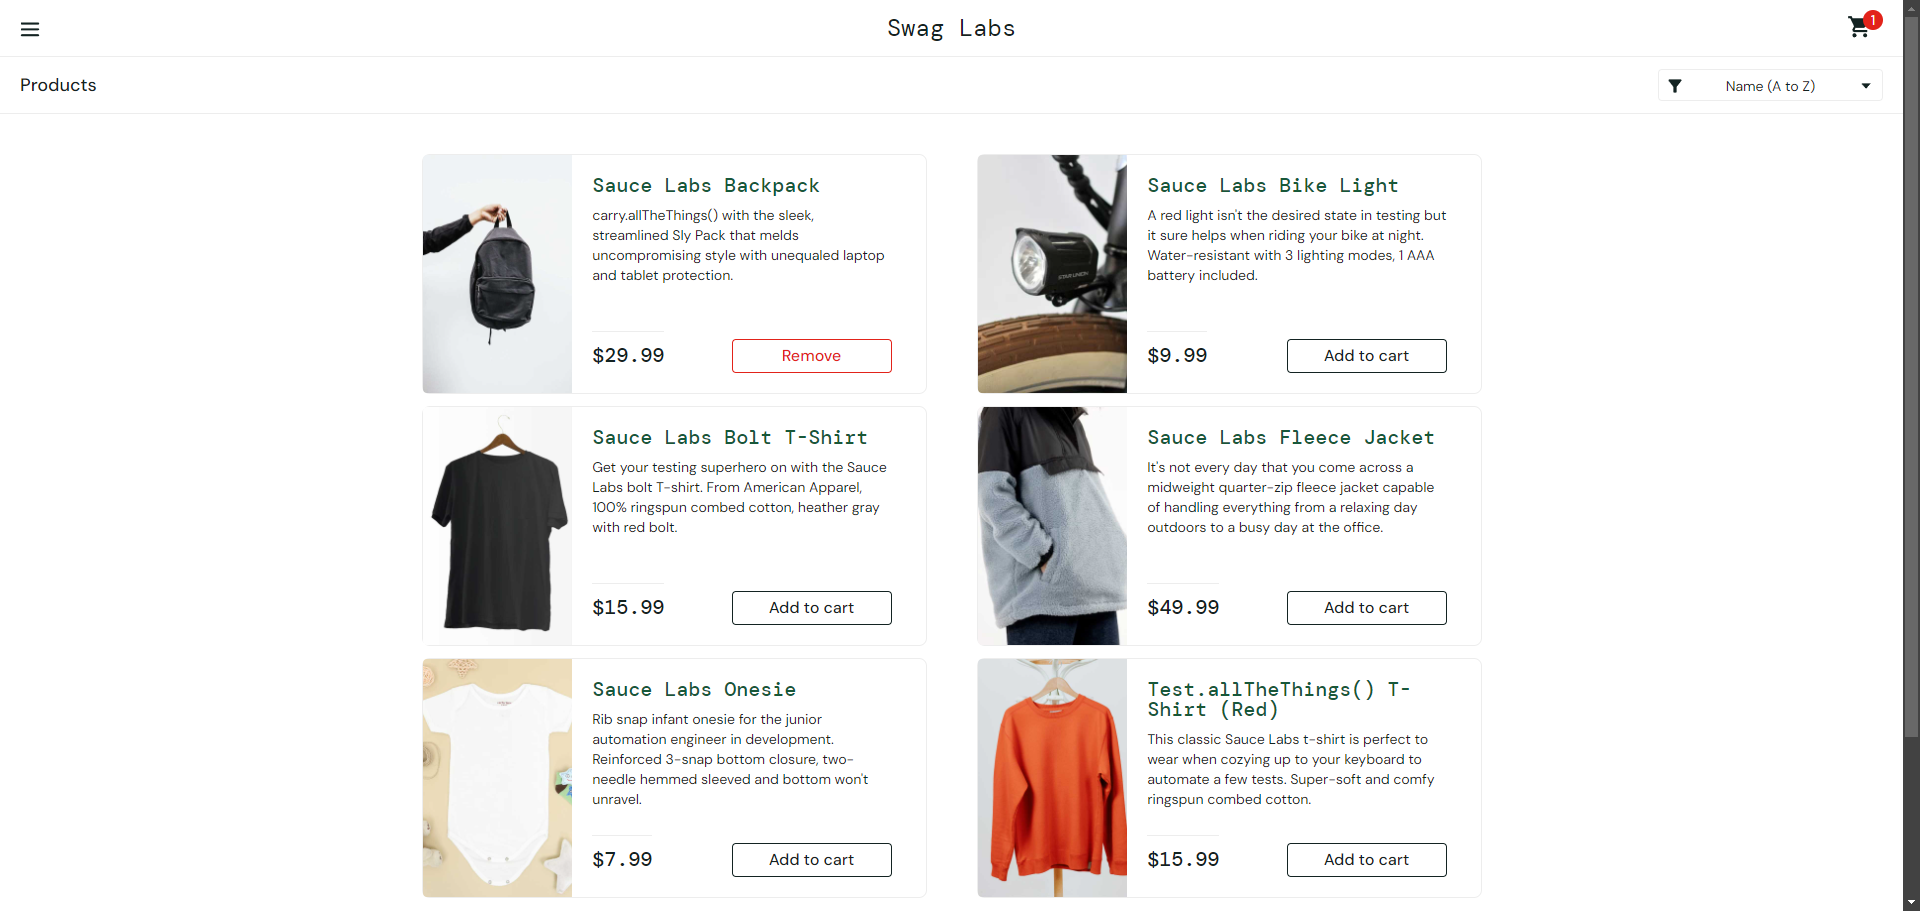 Swag Labs
1
Products
Name (A to Z)
Sauce Labs Backpack
carry.allTheThings() with the sleek,
streamlined Sly Pack that melds
uncompromising style with unequaled laptop
and tablet protection.
$29.99
Remove
Sauce Labs Bike Light
A red light isn't the desired state in testing but
it sure helps when riding your bike at night.
Water-resistant with 3 lighting modes, 1 AAA
battery included.
$9.99
Add to cart
STAR UNION
Sauce Labs Bolt T-Shirt
Get your testing superhero on with the Sauce
Labs bolt T-shirt. From American Apparel,
100% ringspun combed cotton, heather gray
with red bolt.
$15.99
Add to cart
Sauce Labs Fleece Jacket
It's not every day that you come across a
midweight quarter-zip fleece jacket capable
of handling everything from a relaxing day
outdoors to a busy day at the office.
$49.99
Add to cart
Sauce Labs Onesie
Rib snap infant onesie for the junior
automation engineer in development.
Reinforced 3-snap bottom closure, two-
needle hemmed sleeved and bottom won't
unravel.
$7.99
Add to cart
Test.allTheThings() T-
Shirt (Red)
This classic Sauce Labs t-shirt is perfect to
wear when cozying up to your keyboard to
automate a few tests. Super-soft and comfy
ringspun combed cotton.
$15.99
Add to cart